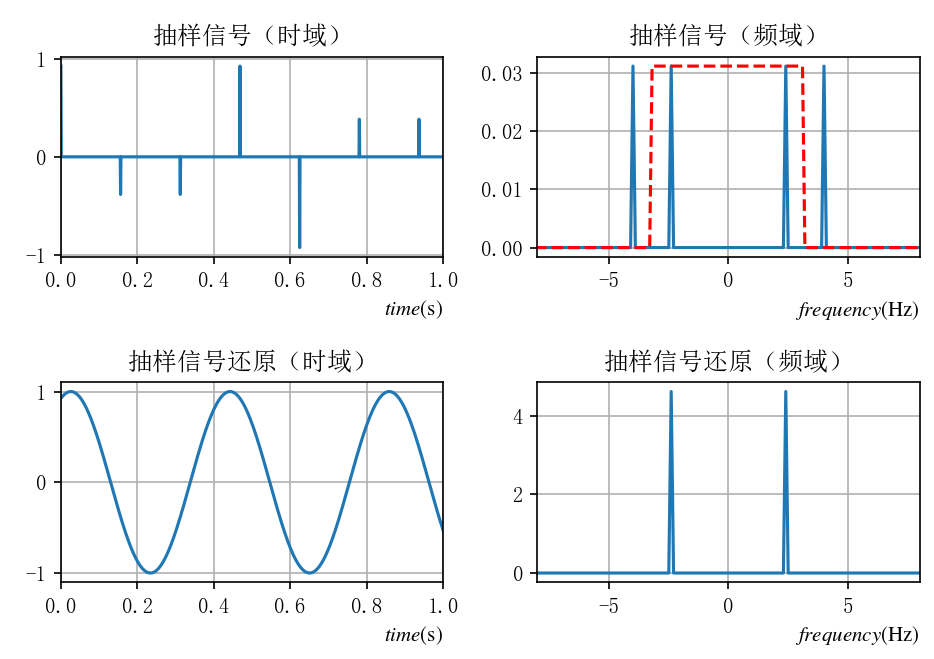 抽样信号（时域）
1
0
−1
0.0 0.2 0.4 0.6 0.8 1.0
time(s)
抽样信号（频域）
0.03
0.02
0.01
0.00
−5 0 5
frequency(Hz)
抽样信号还原（时域）
1
0
−1
0.0 0.2 0.4 0.6 0.8 1.0
time(s)
抽样信号还原（频域）
4
2
0
−5 0 5
frequency(Hz)